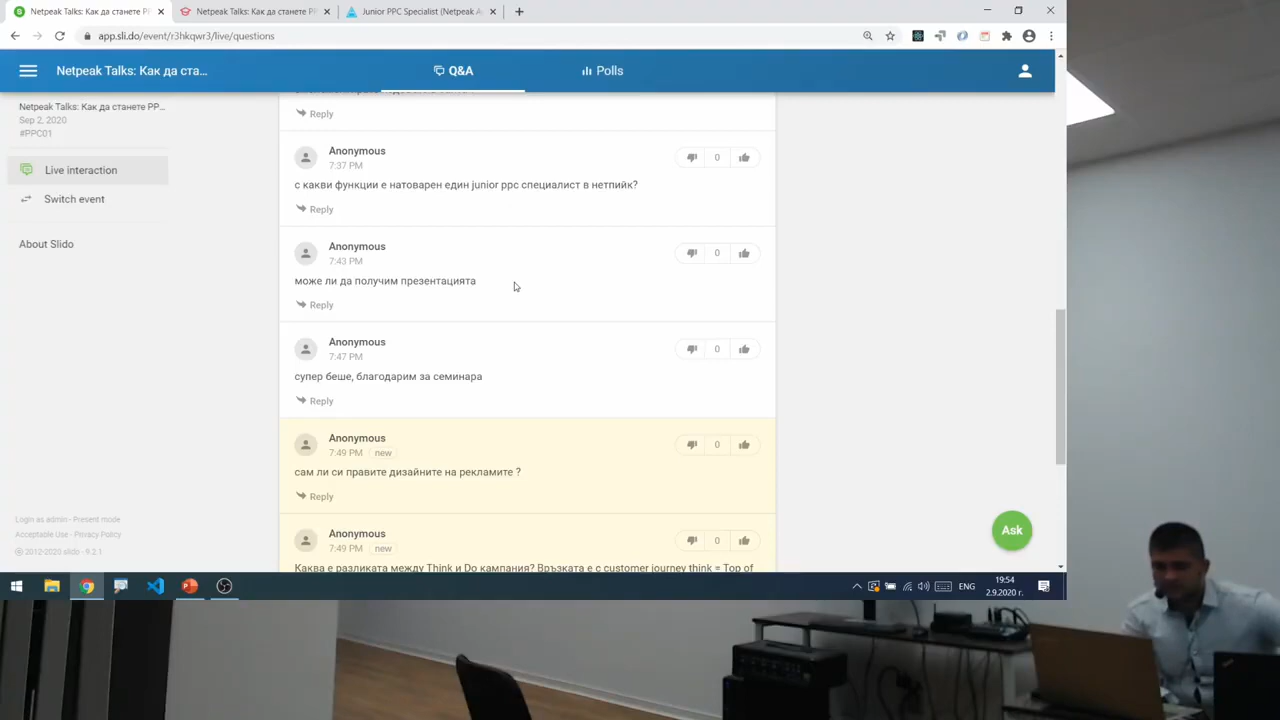 Netpeak Talks: Как да станете PP
Netpeak Talks: Как да станете PP
Junior PPC Specialist (Netpeak A
app.sli.do/event/r3hkqwr3/live/questions
Netpeak Talks: Как да ста...
Q&A
Polls
Netpeak Talks: Как да станете PP...
Sep 2, 2020
#PPC01
Live interaction
Switch event
About Slido
Reply
Anonymous
7:37 PM
0
с какви функции е натоварен един junior ppc специалист в нетпийк?
Reply
Anonymous
7:43 PM
0
може ли да получим презентацията
Reply
Anonymous
7:47 PM
0
супер беше, благодарим за семинара
Reply
Anonymous
7:49 PM new
0
сам ли си правите дизайните на рекламите ?
Reply
Anonymous
7:49 PM new
0
Каква е разликата между Think и Do кампания? Връзката е с customer journey think = Top of
Ask
Login as admin - Present mode
Acceptable Use - Privacy Policy
© 2012-2020 slido - 9.2.1
ENG
19:54
2.9.2020 г.